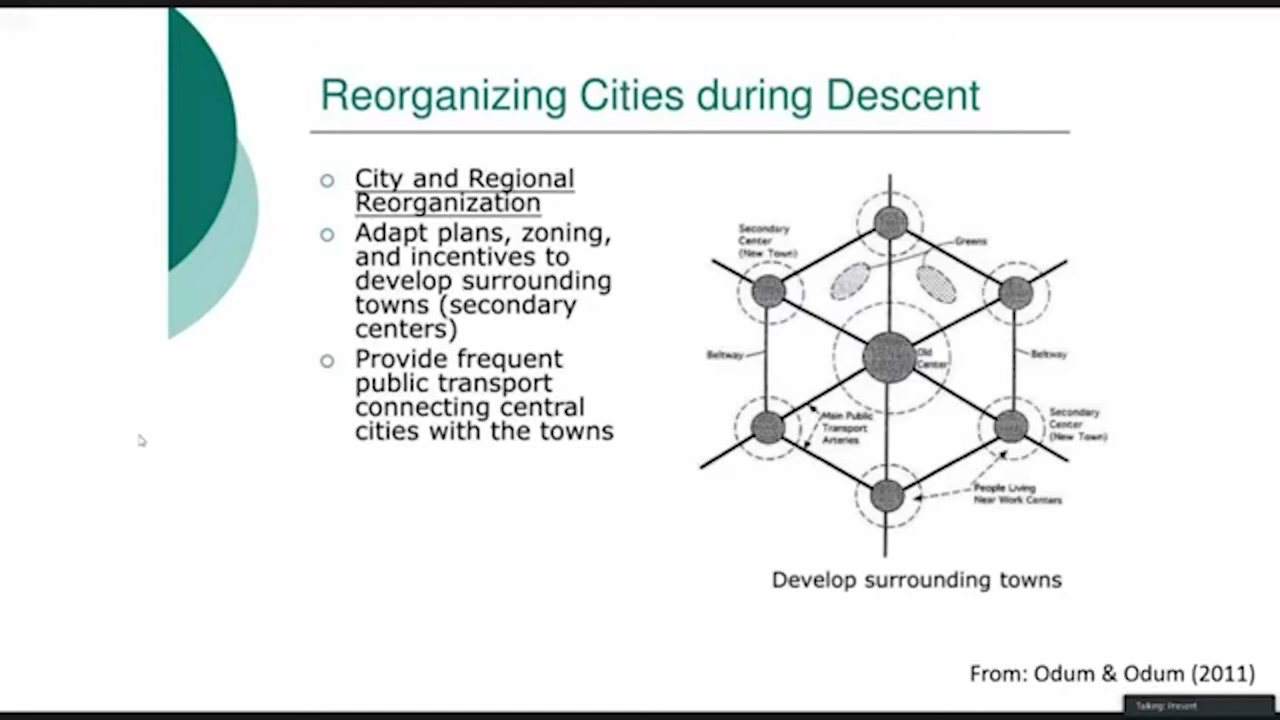 Reorganizing Cities during Descent
City and Regional
Reorganization
Adapt plans, zoning,
and incentives to
develop surrounding
towns (secondary
centers)
Provide frequent
public transport
connecting central
cities with the towns
Secondary
Center
(New Town)
Greens
Beltway
Old
Center
Beltway
Main Public
Transport
Arteries
Secondary
Center
(New Town)
People Living
Near Work Centers
Develop surrounding towns
From: Odum & Odum (2011)
Talking: Present